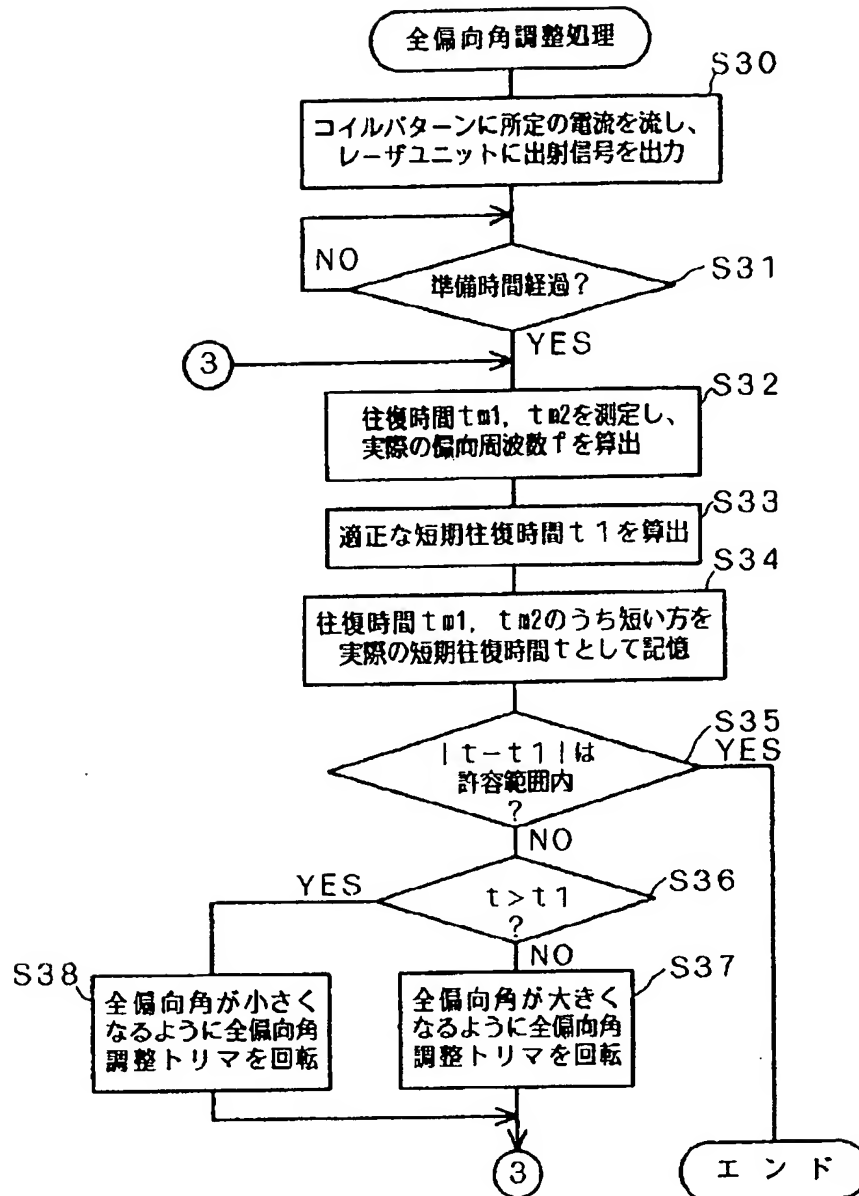 全偏向角調整処理
S30
コイルパターンに所定の電流を流し、
レーザユニットに出射信号を出力
NO
準備時間経過?
S31
YES
3
S32
往復時間tm1, tm2を測定し、
実際の偏向周波数fを算出
S33
適正な短期往復時間t1を算出
S34
往復時間tm1, tm2のうち短い方を
実際の短期往復時間tとして記憶
S35
|t-t1|は
許容範囲内
?
YES
NO
YES
S36
t>t1
?
NO
S38
全偏向角が小さく
なるように全偏向角
調整トリマを回転
S37
全偏向角が大きく
なるように全偏向角
調整トリマを回転
3
エンド